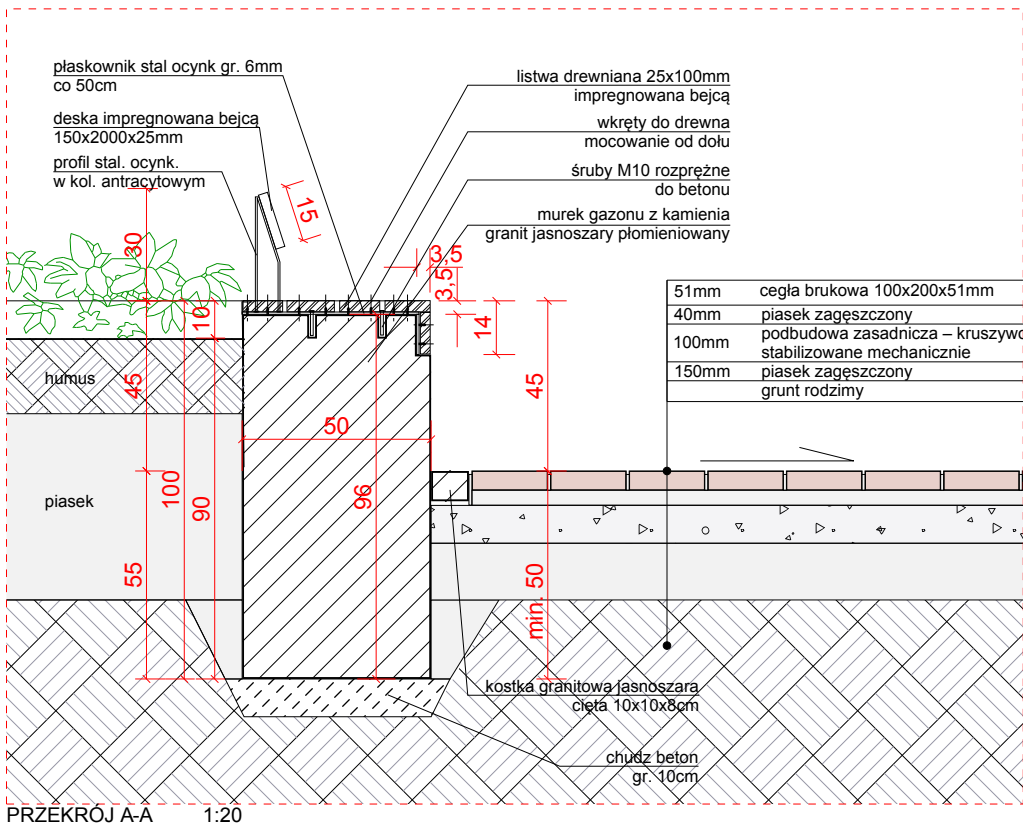 płaskownik stal ocynk gr. 6mm
co 50cm
deska impregnowana bejcą
150x2000x25mm
profil stal. ocynk.
w kol. antracytowym
listwa drewniana 25x100mm
impregnowana bejcą
wkręty do drewna
mocowanie od dołu
śruby M10 rozprężne
do betonu
murek gazonu z kamienia
granit jasnoszary płomieniowany
15
30
3,5
3,5
14
10
45
45
50
96
100
90
55
min. 50
humus
piasek
51mm cegła brukowa 100x200x51mm
40mm piasek zagęszczony
100mm podbudowa zasadnicza – kruszywo
stabilizowane mechanicznie
150mm piasek zagęszczony
grunt rodzimy
kostka granitowa jasnoszara
cięta 10x10x8cm
chudz beton
gr. 10cm
PRZEKRÓJ A-A 1:20